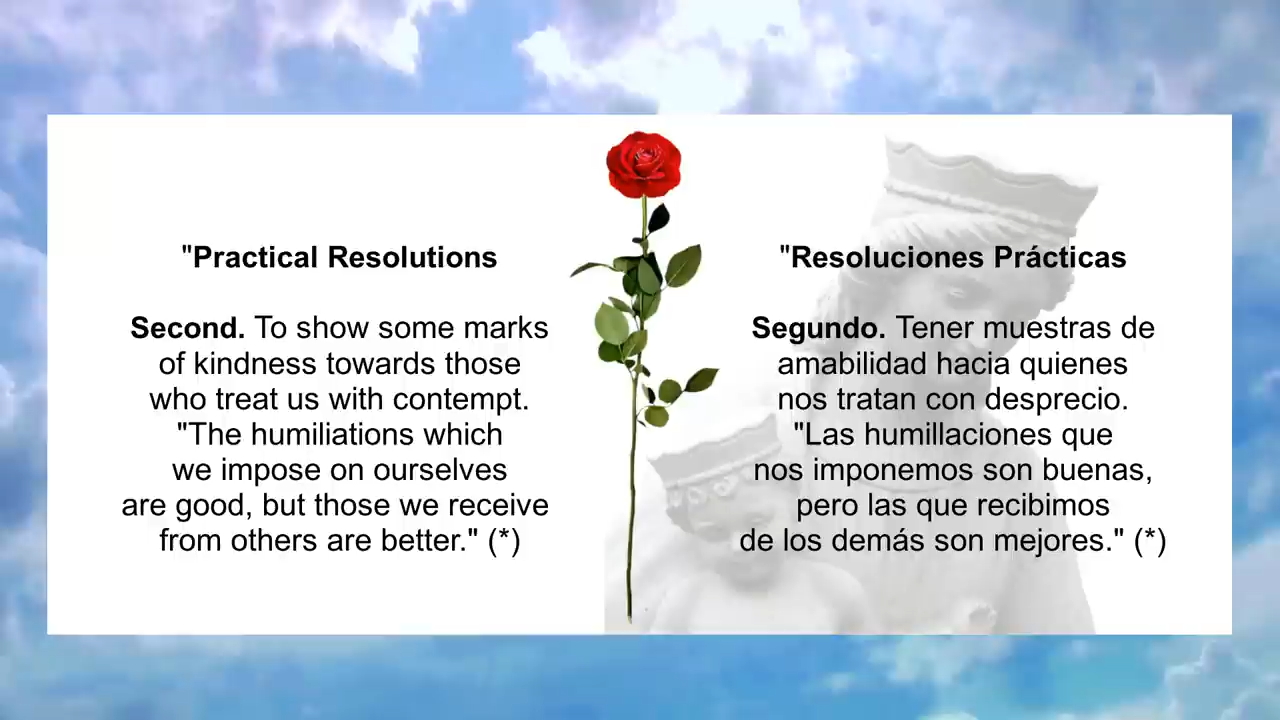 "Practical Resolutions
Second. To show some marks
of kindness towards those
who treat us with contempt.
"The humiliations which
we impose on ourselves
are good, but those we receive
from others are better." (*)
"Resoluciones Prácticas
Segundo. Tener muestras de
amabilidad hacia quienes
nos tratan con desprecio.
"Las humillaciones que
nos imponemos son buenas,
pero las que recibimos
de los demás son mejores." (*)